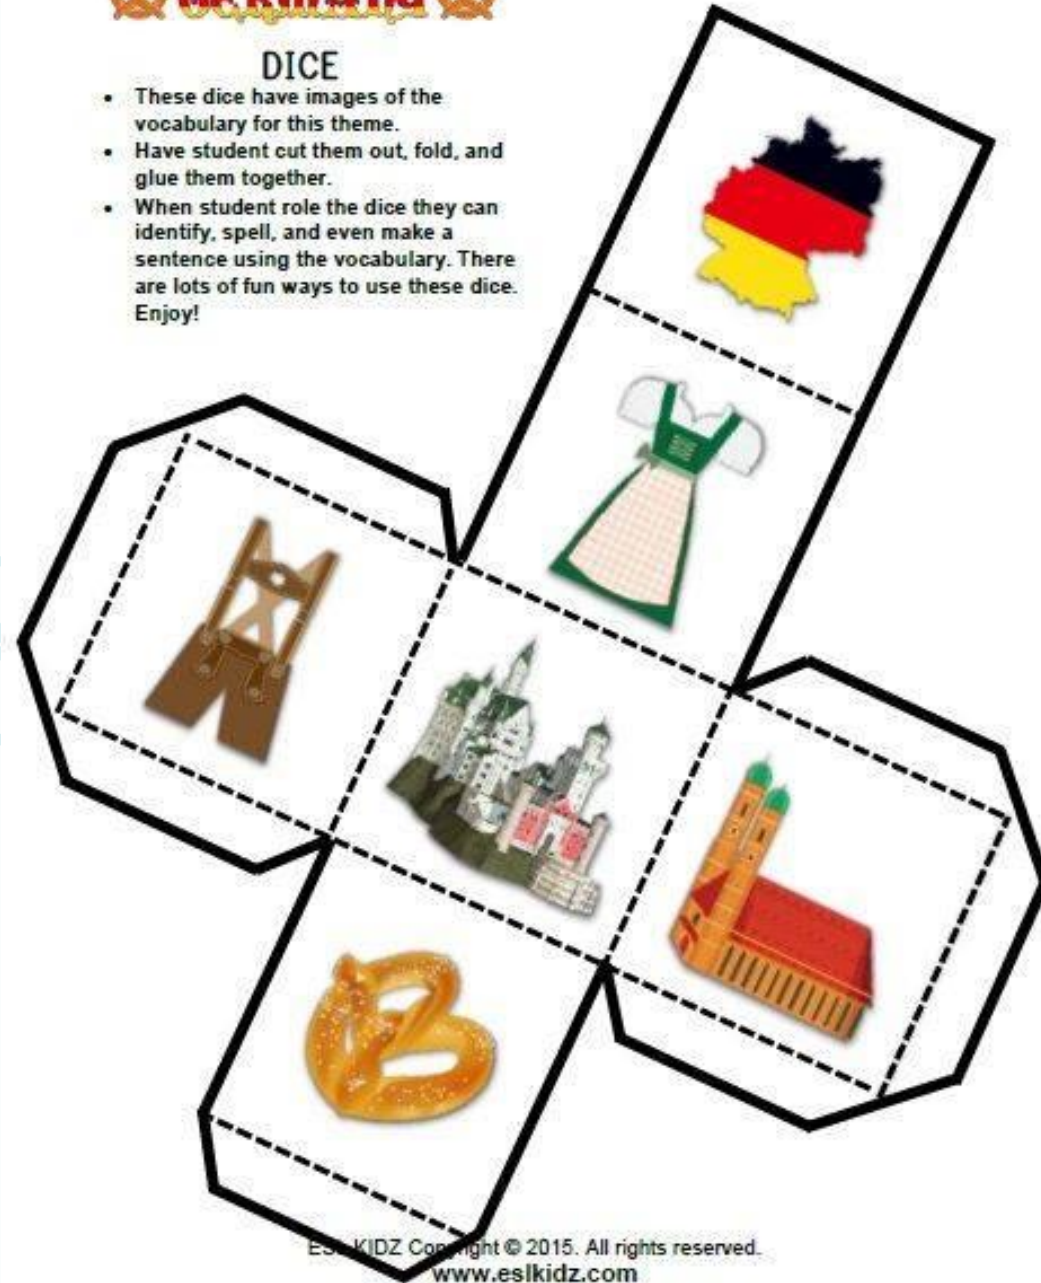 DICE
• These dice have images of the
vocabulary for this theme.
• Have student cut them out, fold, and
glue them together.
• When student role the dice they can
identify, spell, and even make a
sentence using the vocabulary. There
are lots of fun ways to use these dice.
Enjoy!
KIDZ Copyright © 2015. All rights reserved.
www.eslkidz.com